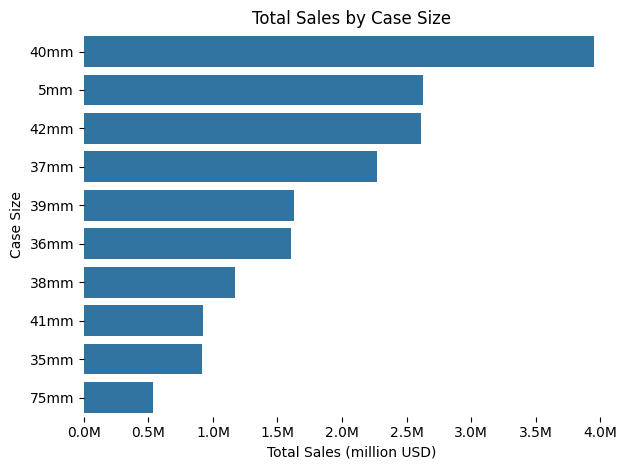 Total Sales by Case Size
Case Size
40mm
5mm
42mm
37mm
39mm
36mm
38mm
41mm
35mm
75mm
0.0M 0.5M 1.0M 1.5M 2.0M 2.5M 3.0M 3.5M 4.0M
Total Sales (million USD)